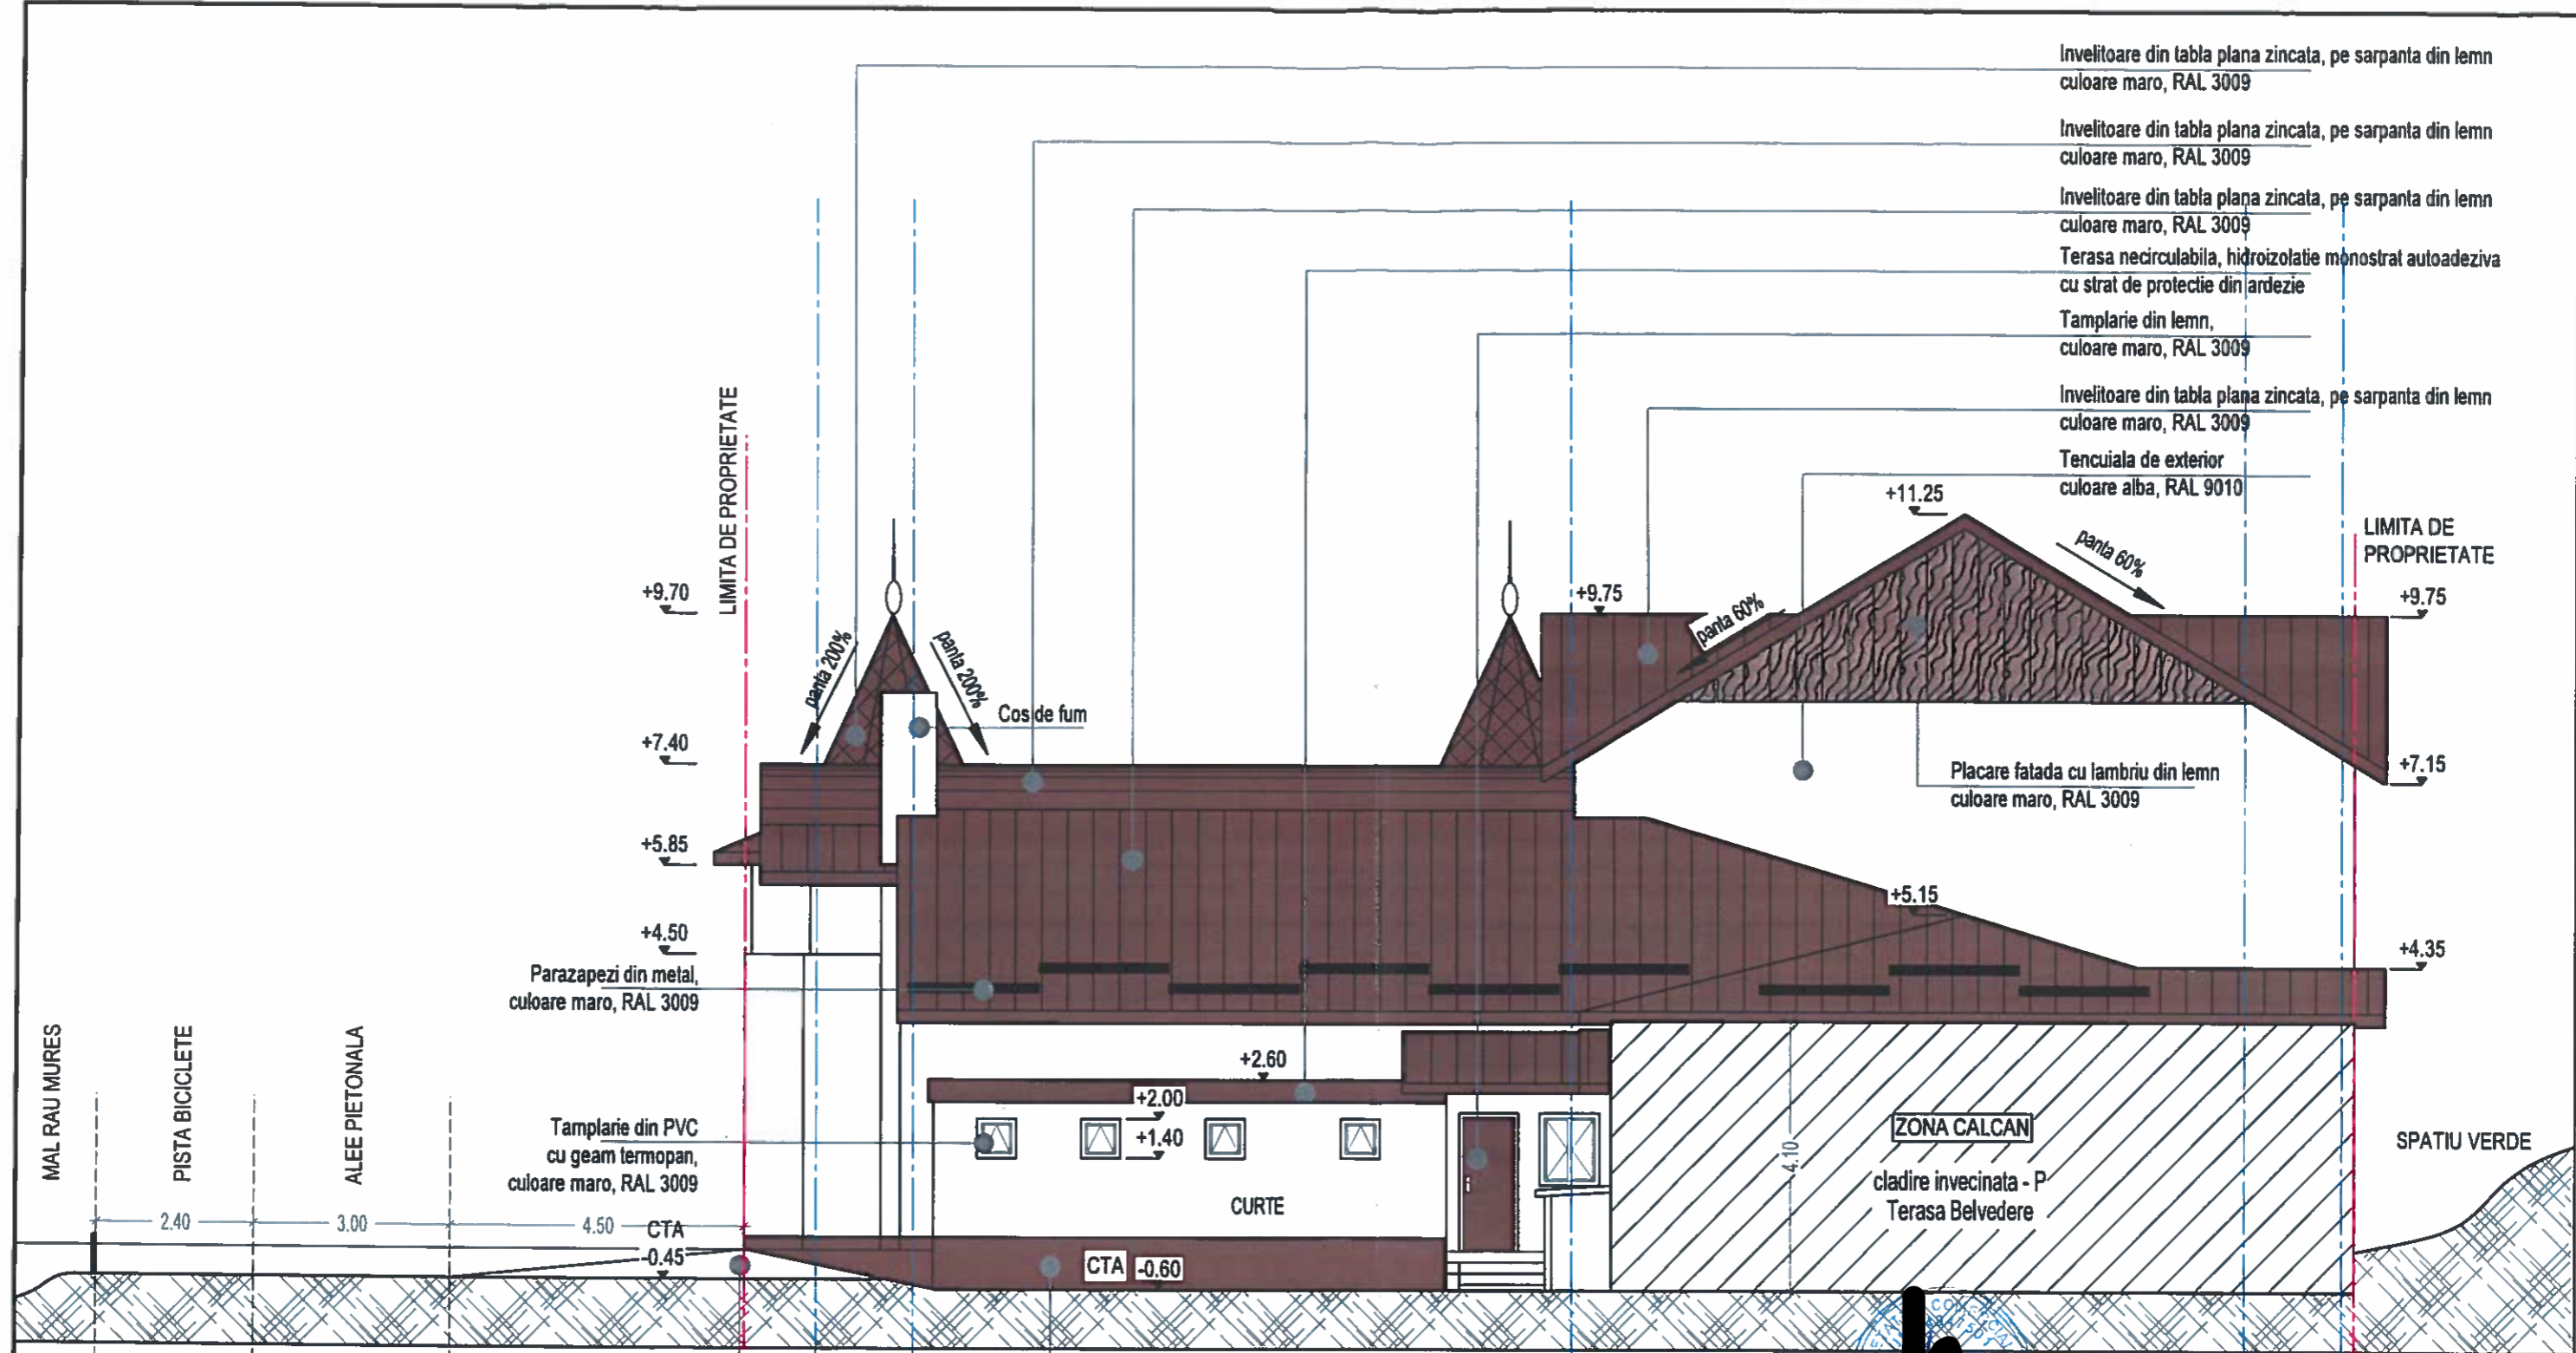 Invelitoare din tabla plana zincata, pe sarpanta din lemn
culoare maro, RAL 3009
Invelitoare din tabla plana zincata, pe sarpanta din lemn
culoare maro, RAL 3009
Invelitoare din tabla plana zincata, pe sarpanta din lemn
culoare maro, RAL 3009
Terasa necirculabila, hidroizolatie monostrat autoadeziva
cu strat de protectie din ardezie
Tamplarie din lemn,
culoare maro, RAL 3009
Invelitoare din tabla plana zincata, pe sarpanta din lemn
culoare maro, RAL 3009
Tencuiala de exterior
culoare alba, RAL 9010
+11.25
LIMITA DE
PROPRIETATE
LIMITA DE PROPRIETATE
panta 60%
+9.70
+9.75
panta 60%
+9.75
panta 200%
panta 200%
Cos de fum
+7.40
+7.15
Placare fatada cu lambriu din lemn
culoare maro, RAL 3009
+5.85
+5.15
+4.50
+4.35
Parazapezi din metal,
culoare maro, RAL 3009
MAL RAU MURES
PISTA BICICLETE
ALEE PIETONALA
+2.60
+2.00
+1.40
Tamplarie din PVC
cu geam termopan,
culoare maro, RAL 3009
4.10
ZONA CALCAN
cladire invecinata - P
Terasa Belvedere
SPATIU VERDE
CURTE
2.40
3.00
4.50
CTA
-0.45
CTA -0.60